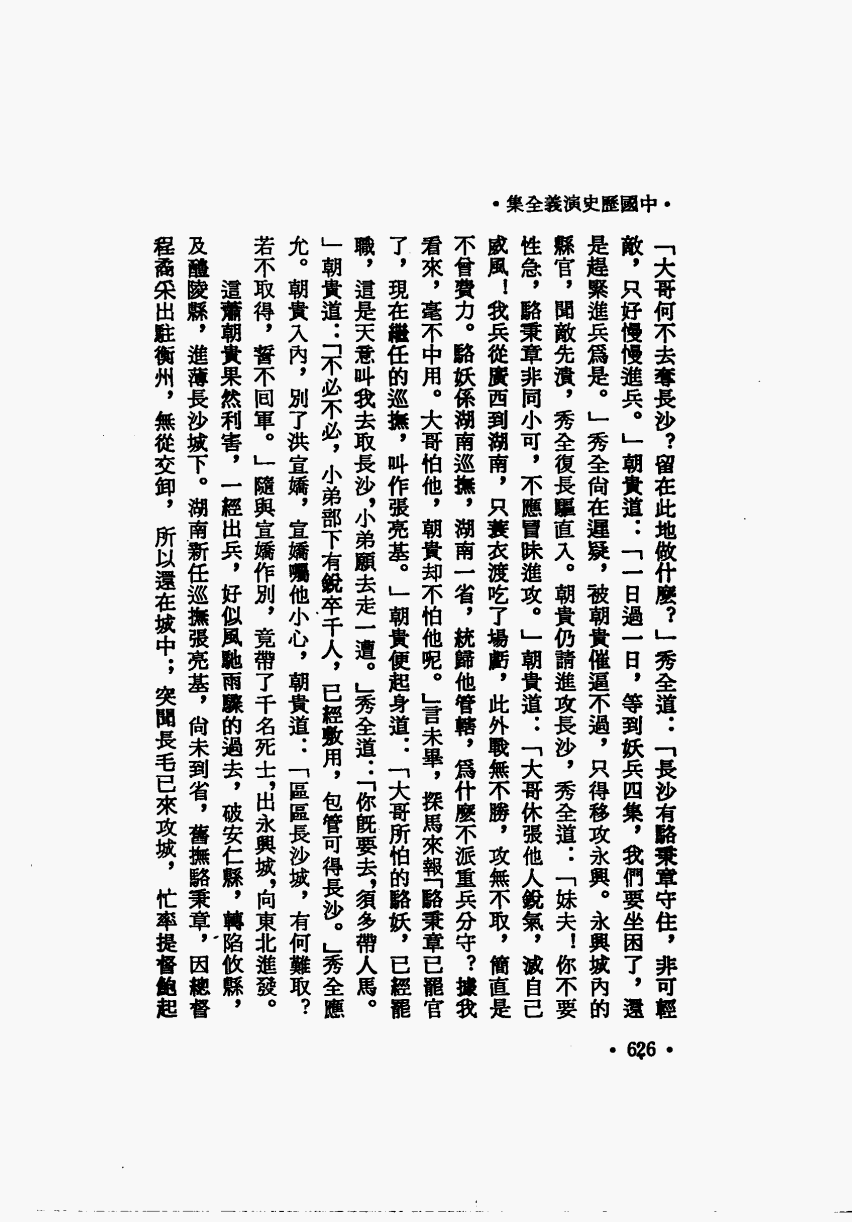 •中國歷史演義全集•
「大哥何不去奪長沙？留在此地做什麼？」秀全道：「長沙有駱秉章守住，非可輕
敵，只好慢慢進兵。」朝貴道：「一日過一日，等到妖兵四集，我們要坐困了，還
是趕緊進兵爲是。」秀全尙在遲疑，被朝貴催逼不過，只得移攻永興。永興城內的
縣官，聞敵先潰，秀全復長驅直入。朝貴仍請進攻長沙，秀全道：「妹夫！你不要
性急，駱秉章非同小可，不應冒昧進攻。」朝貴道：「大哥休張他人銳氣，滅自己
威風！我兵從廣西到湖南，只蓑衣渡吃了場虧，此外戰無不勝，攻無不取，簡直是
不曾費力。駱妖係湖南巡撫，湖南一省，統歸他管轄，爲什麼不派重兵分守？據我
看來，毫不中用。大哥怕他，朝貴却不怕他呢。」言未畢，探馬來報「駱秉章已罷官
了，現在繼任的巡撫，叫作張亮基。」朝貴便起身道：「大哥所怕的駱妖，已經罷
職，這是天意叫我去取長沙，小弟願去走一遭。」秀全道：「你旣要去，須多帶人馬。
」朝貴道：「不必不必，小弟部下有銳卒千人，已經敷用，包管可得長沙。」秀全應
允。朝貴入內，別了洪宣嬌，宣嬌囑他小心，朝貴道：「區區長沙城，有何難取？
若不取得，誓不回軍。」隨與宣嬌作別，竟帶了千名死士，出永興城，向東北進發。
這蕭朝貴果然利害，一經出兵，好似風馳雨驟的過去，破安仁縣，轉陷攸縣，
及醴陵縣，進薄長沙城下。湖南新任巡撫張亮基，尙未到省，舊撫駱秉章，因總督
程矞采出駐衡州，無從交卸，所以還在城中；突聞長毛已來攻城，忙率提督鮑起
•626•